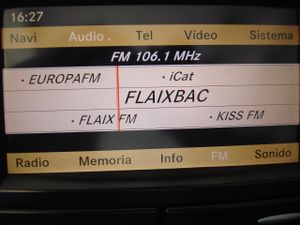 16:27
Navi Audio Tel Vídeo Sistema
FM 106.1 MHz
· EUROPAFM · iCat
FLAIXBAC
· FLAIX FM · KISS FM
Radio Memoria Info FM Sonido